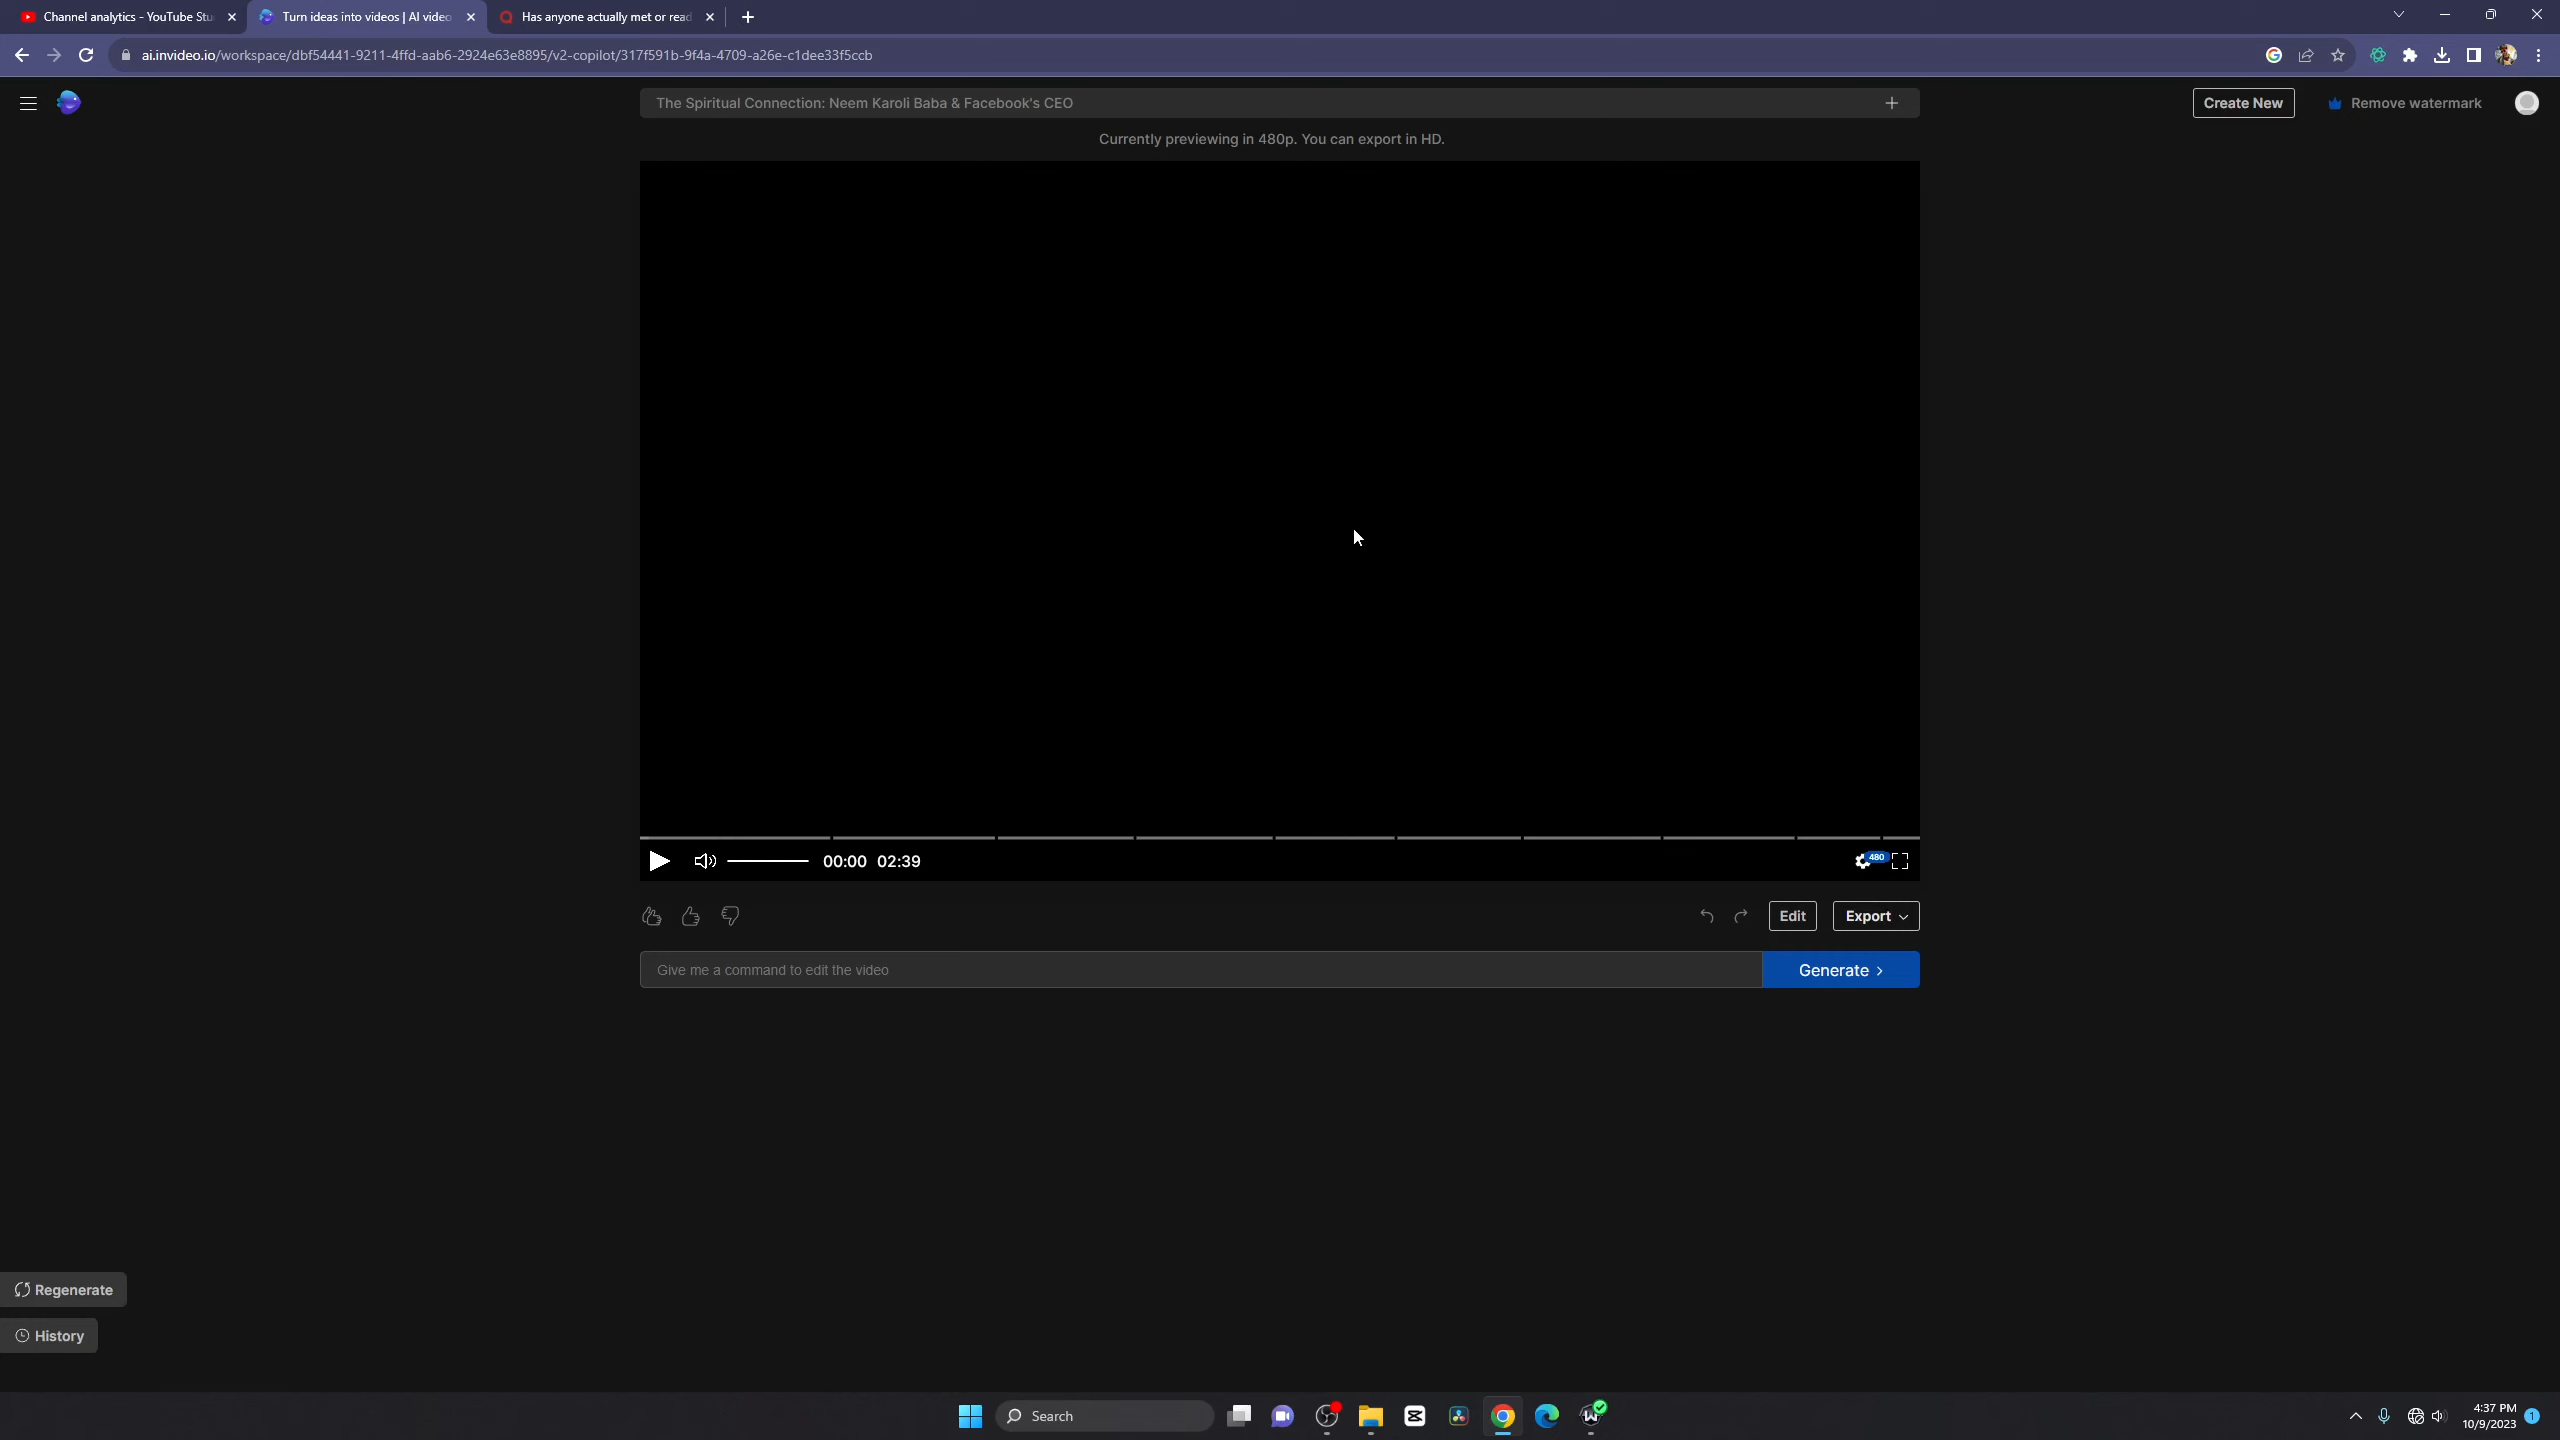 Channel analytics - YouTube Stu
Turn ideas into videos | AI video
Has anyone actually met or read
ai.invideo.io/workspace/dbf54441-9211-4ffd-aab6-2924e63e8895/v2-copilot/317f591b-9f4a-4709-a26e-c1dee33f5ccb
The Spiritual Connection: Neem Karoli Baba & Facebook's CEO
Create New
Remove watermark
Currently previewing in 480p. You can export in HD.
00:00 02:39
480
Edit
Export
Give me a command to edit the video
Generate >
Regenerate
History
Search
4:37 PM
10/9/2023
1